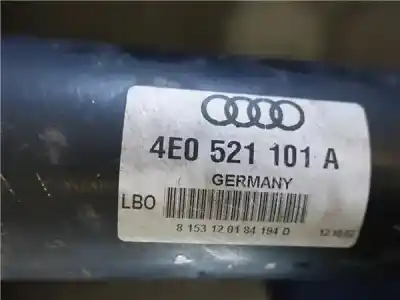 4E0 521 101 A
GERMANY
LBO
8 153 12 01 84 194 D